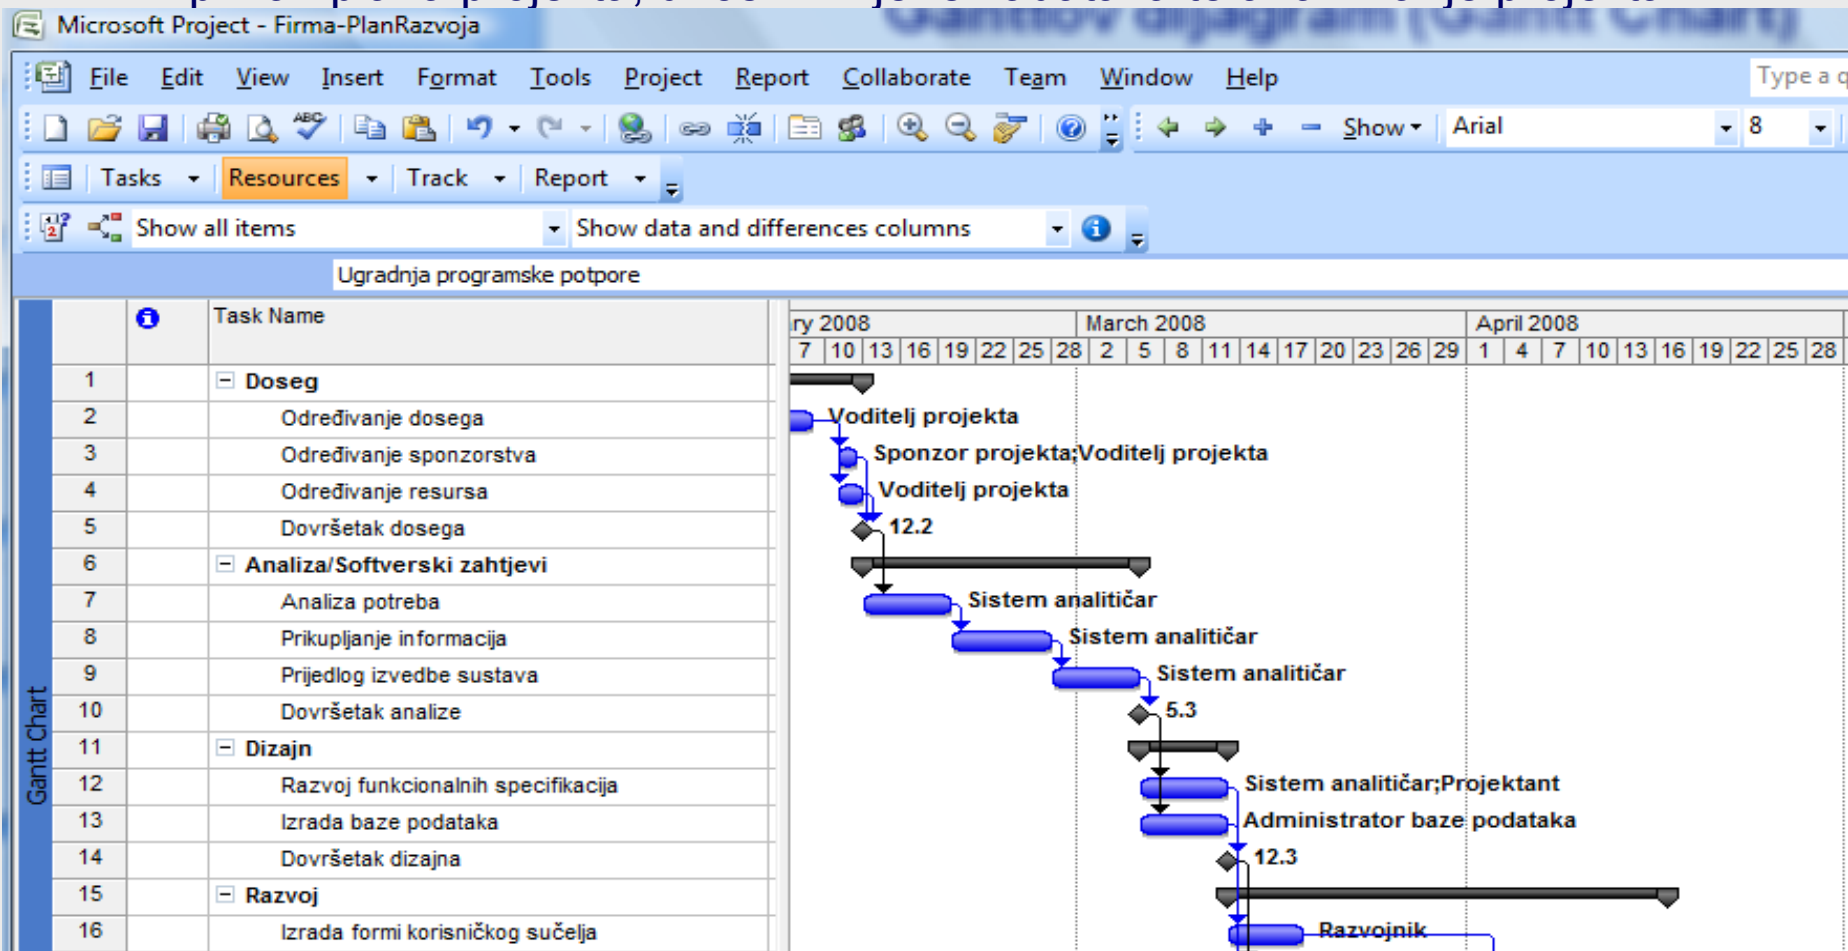 Ganttov dijagram (Gantt Chart)
Microsoft Project - Firma-PlanRazvoja
File Edit View Insert Format Tools Project Report Collaborate Team Window Help Type a q
ABC Show Arial 8
Tasks Resources Track Report
Show all items Show data and differences columns
Ugradnja programske potpore
Task Name ry 2008 March 2008 April 2008
7 10 13 16 19 22 25 28 2 5 8 11 14 17 20 23 26 29 1 4 7 10 13 16 19 22 25 28
1 Doseg
2 Određivanje dosega Voditelj projekta
3 Određivanje sponzorstva Sponzor projekta;Voditelj projekta
4 Određivanje resursa Voditelj projekta
5 Dovršetak dosega 12.2
6 Analiza/Softverski zahtjevi
7 Analiza potreba Sistem analitičar
8 Prikupljanje informacija Sistem analitičar
9 Prijedlog izvedbe sustava Sistem analitičar
10 Dovršetak analize 5.3
11 Dizajn
12 Razvoj funkcionalnih specifikacija Sistem analitičar;Projektant
13 Izrada baze podataka Administrator baze podataka
14 Dovršetak dizajna 12.3
15 Razvoj
16 Izrada formi korisničkog sučelja Razvojnik
Gantt Chart